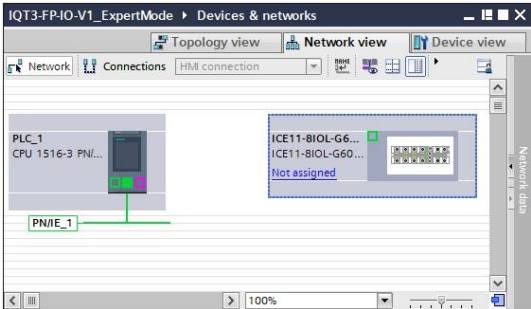 IQT3-FP-IO-V1_ExpertMode ▸ Devices & networks
Topology view Network view Device view
Network Connections HMI connection
PLC_1
CPU 1516-3 PN/...
ICE11-8IOL-G6...
ICE11-8IOL-G60...
Not assigned
PN/IE_1
Network data
100%